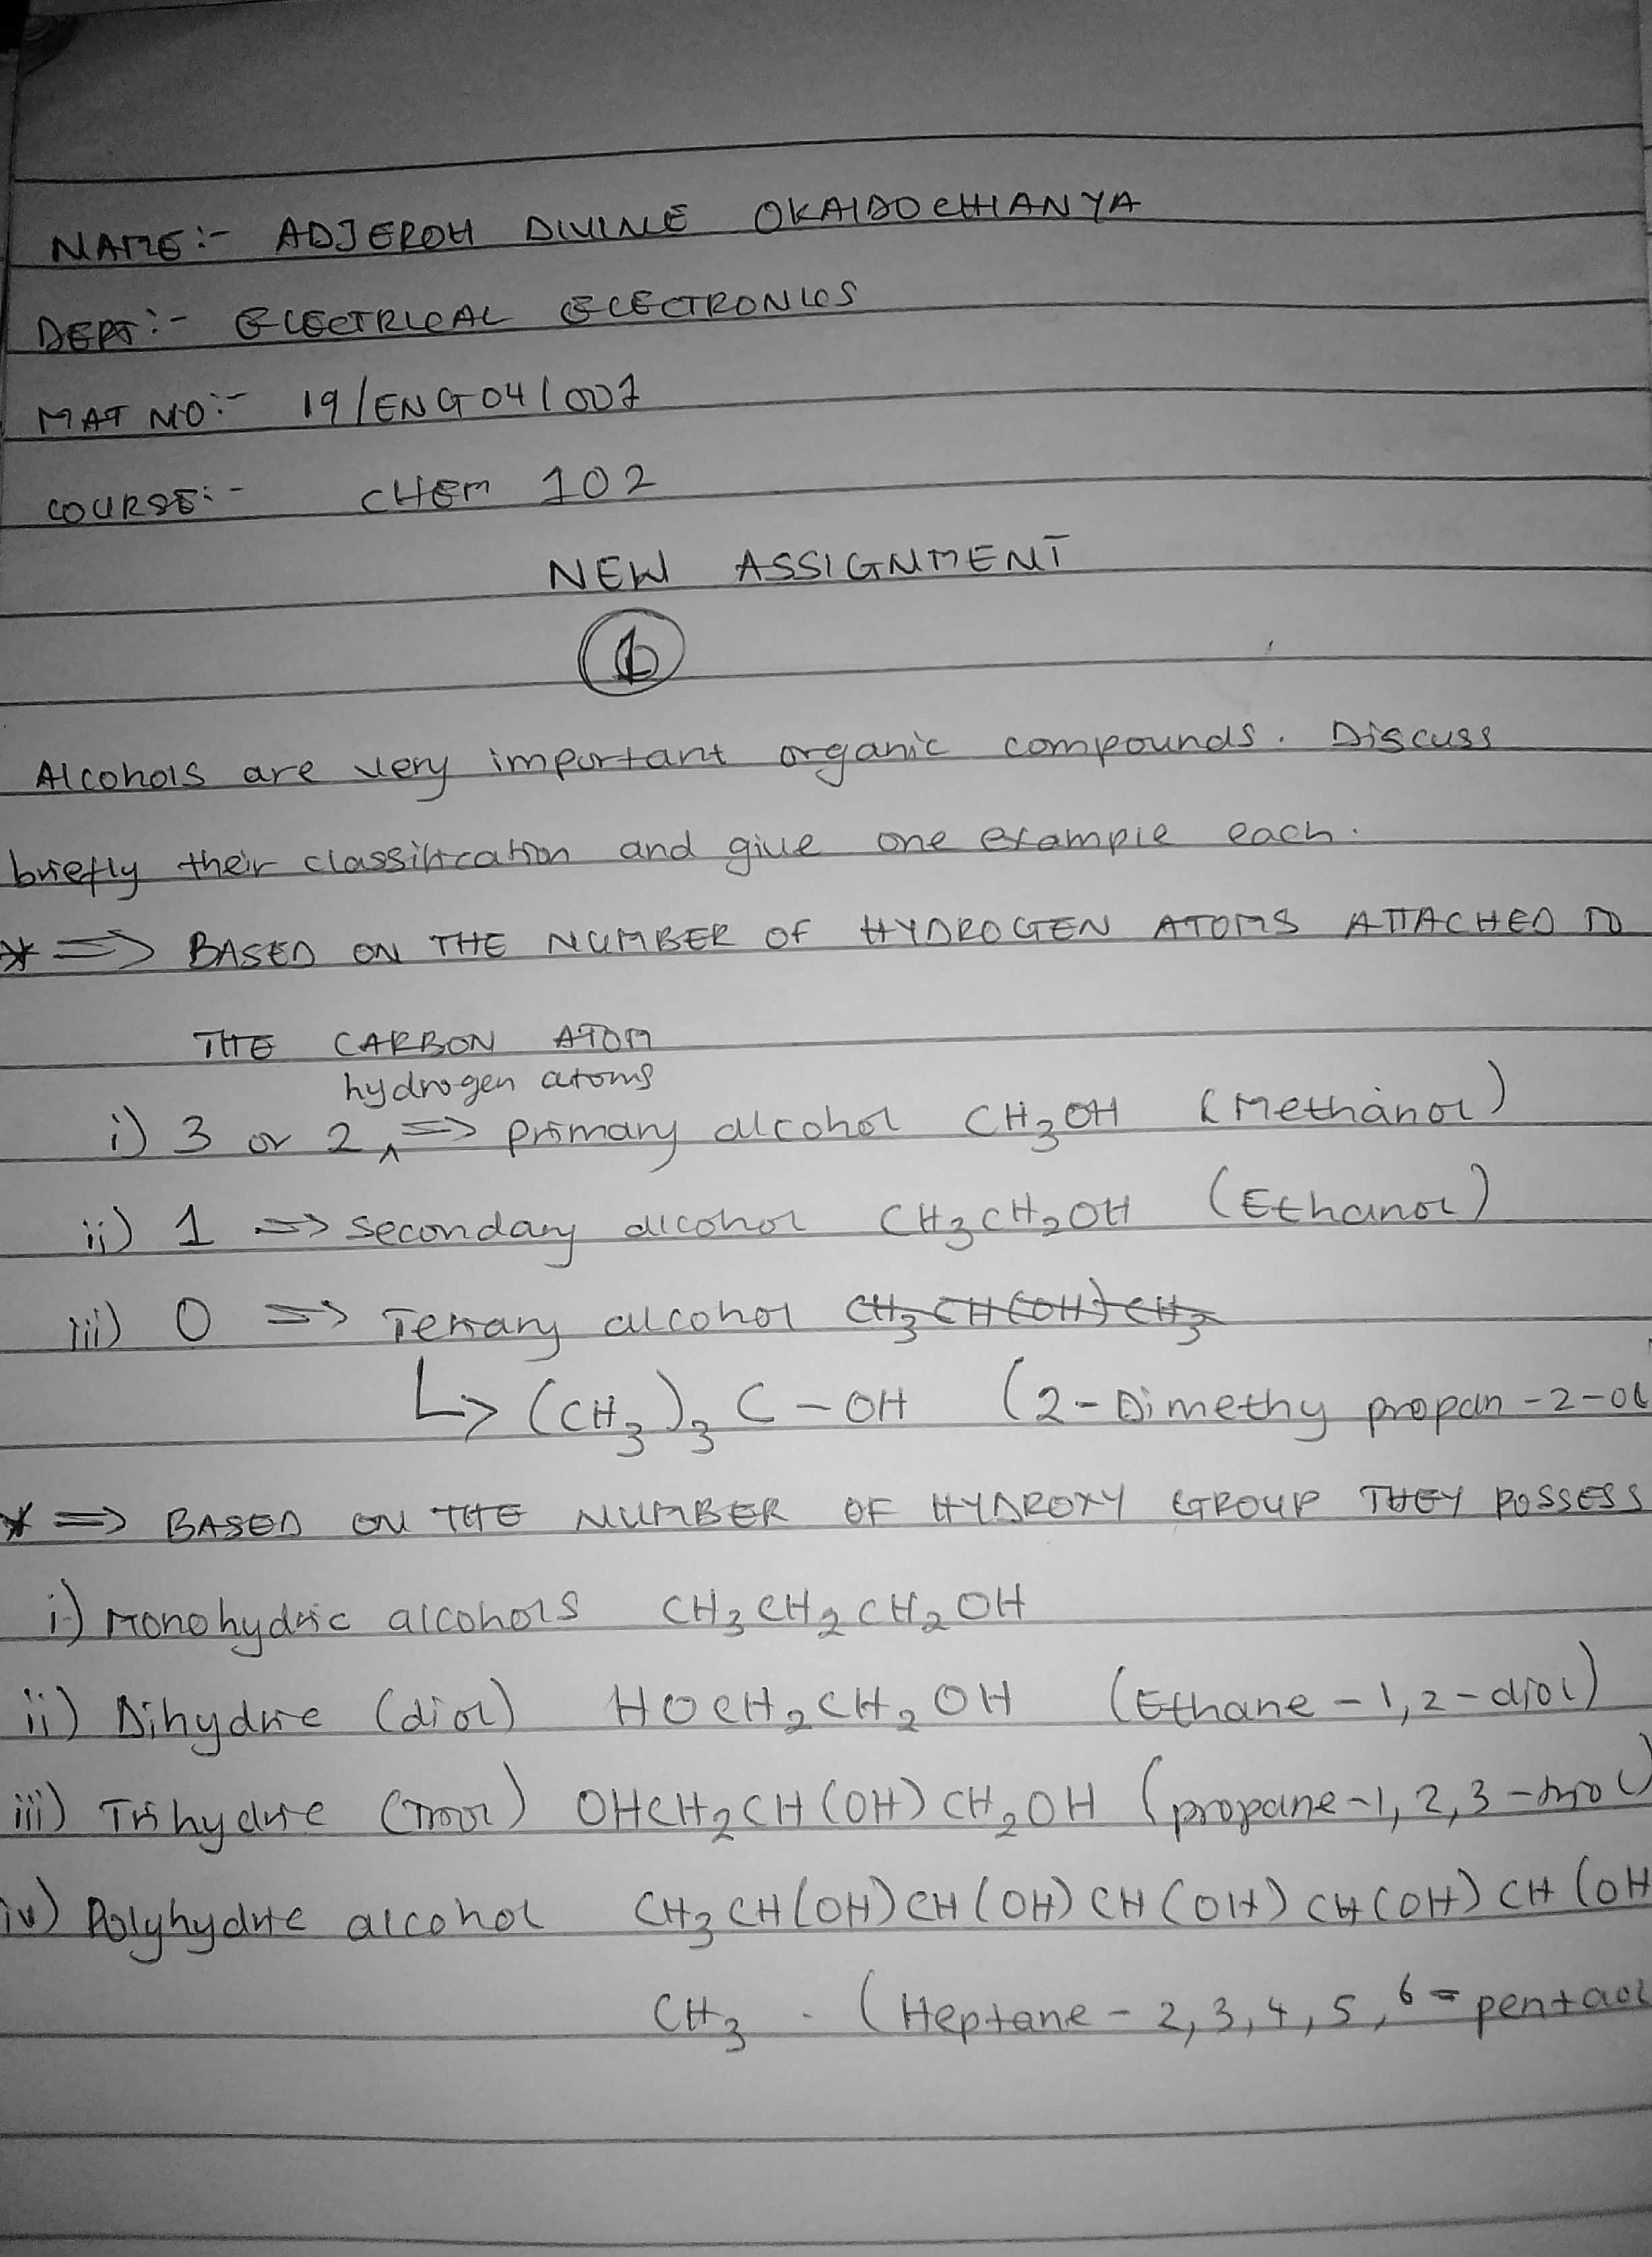 NAME:- ADJEROH DIVINE OKAIDOCHIANYA
DEPT:- ELECTRICAL ELECTRONICS
MAT NO:- 19/ENG04/007
COURSE:- CHEM 102
NEW ASSIGNMENT
1
Alcohols are very important organic compounds. Discuss
briefly their classification and give one example each.
* => BASED ON THE NUMBER OF HYDROGEN ATOMS ATTACHED TO
THE CARBON ATOM
hydrogen atoms
i) 3 or 2 ^ => primary alcohol CH₃OH (Methanol)
ii) 1 => secondary alcohol CH₃CH₂OH (Ethanol)
iii) 0 => Tertiary alcohol CH₃CH(OH)CH₃
↳ (CH₃)₃ C - OH (2-Dimethy propan -2-ol
* => BASED ON THE NUMBER OF HYDROXY GROUP THEY POSSESS
i) Monohydric alcohols CH₃CH₂CH₂OH
ii) Dihydric (diol) HOCH₂CH₂OH (Ethane -1,2-diol)
iii) Trihydric (Triol) OHCH₂CH(OH)CH₂OH (propane-1,2,3-triol)
iv) Polyhydric alcohol CH₃CH(OH)CH(OH)CH(OH)CH(OH)CH(OH
CH₃. (Heptane - 2,3,4,5,6 = pentaol